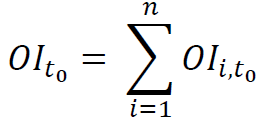 $OI_{t_0} = \sum_{i=1}^{n} OI_{i,t_0}$